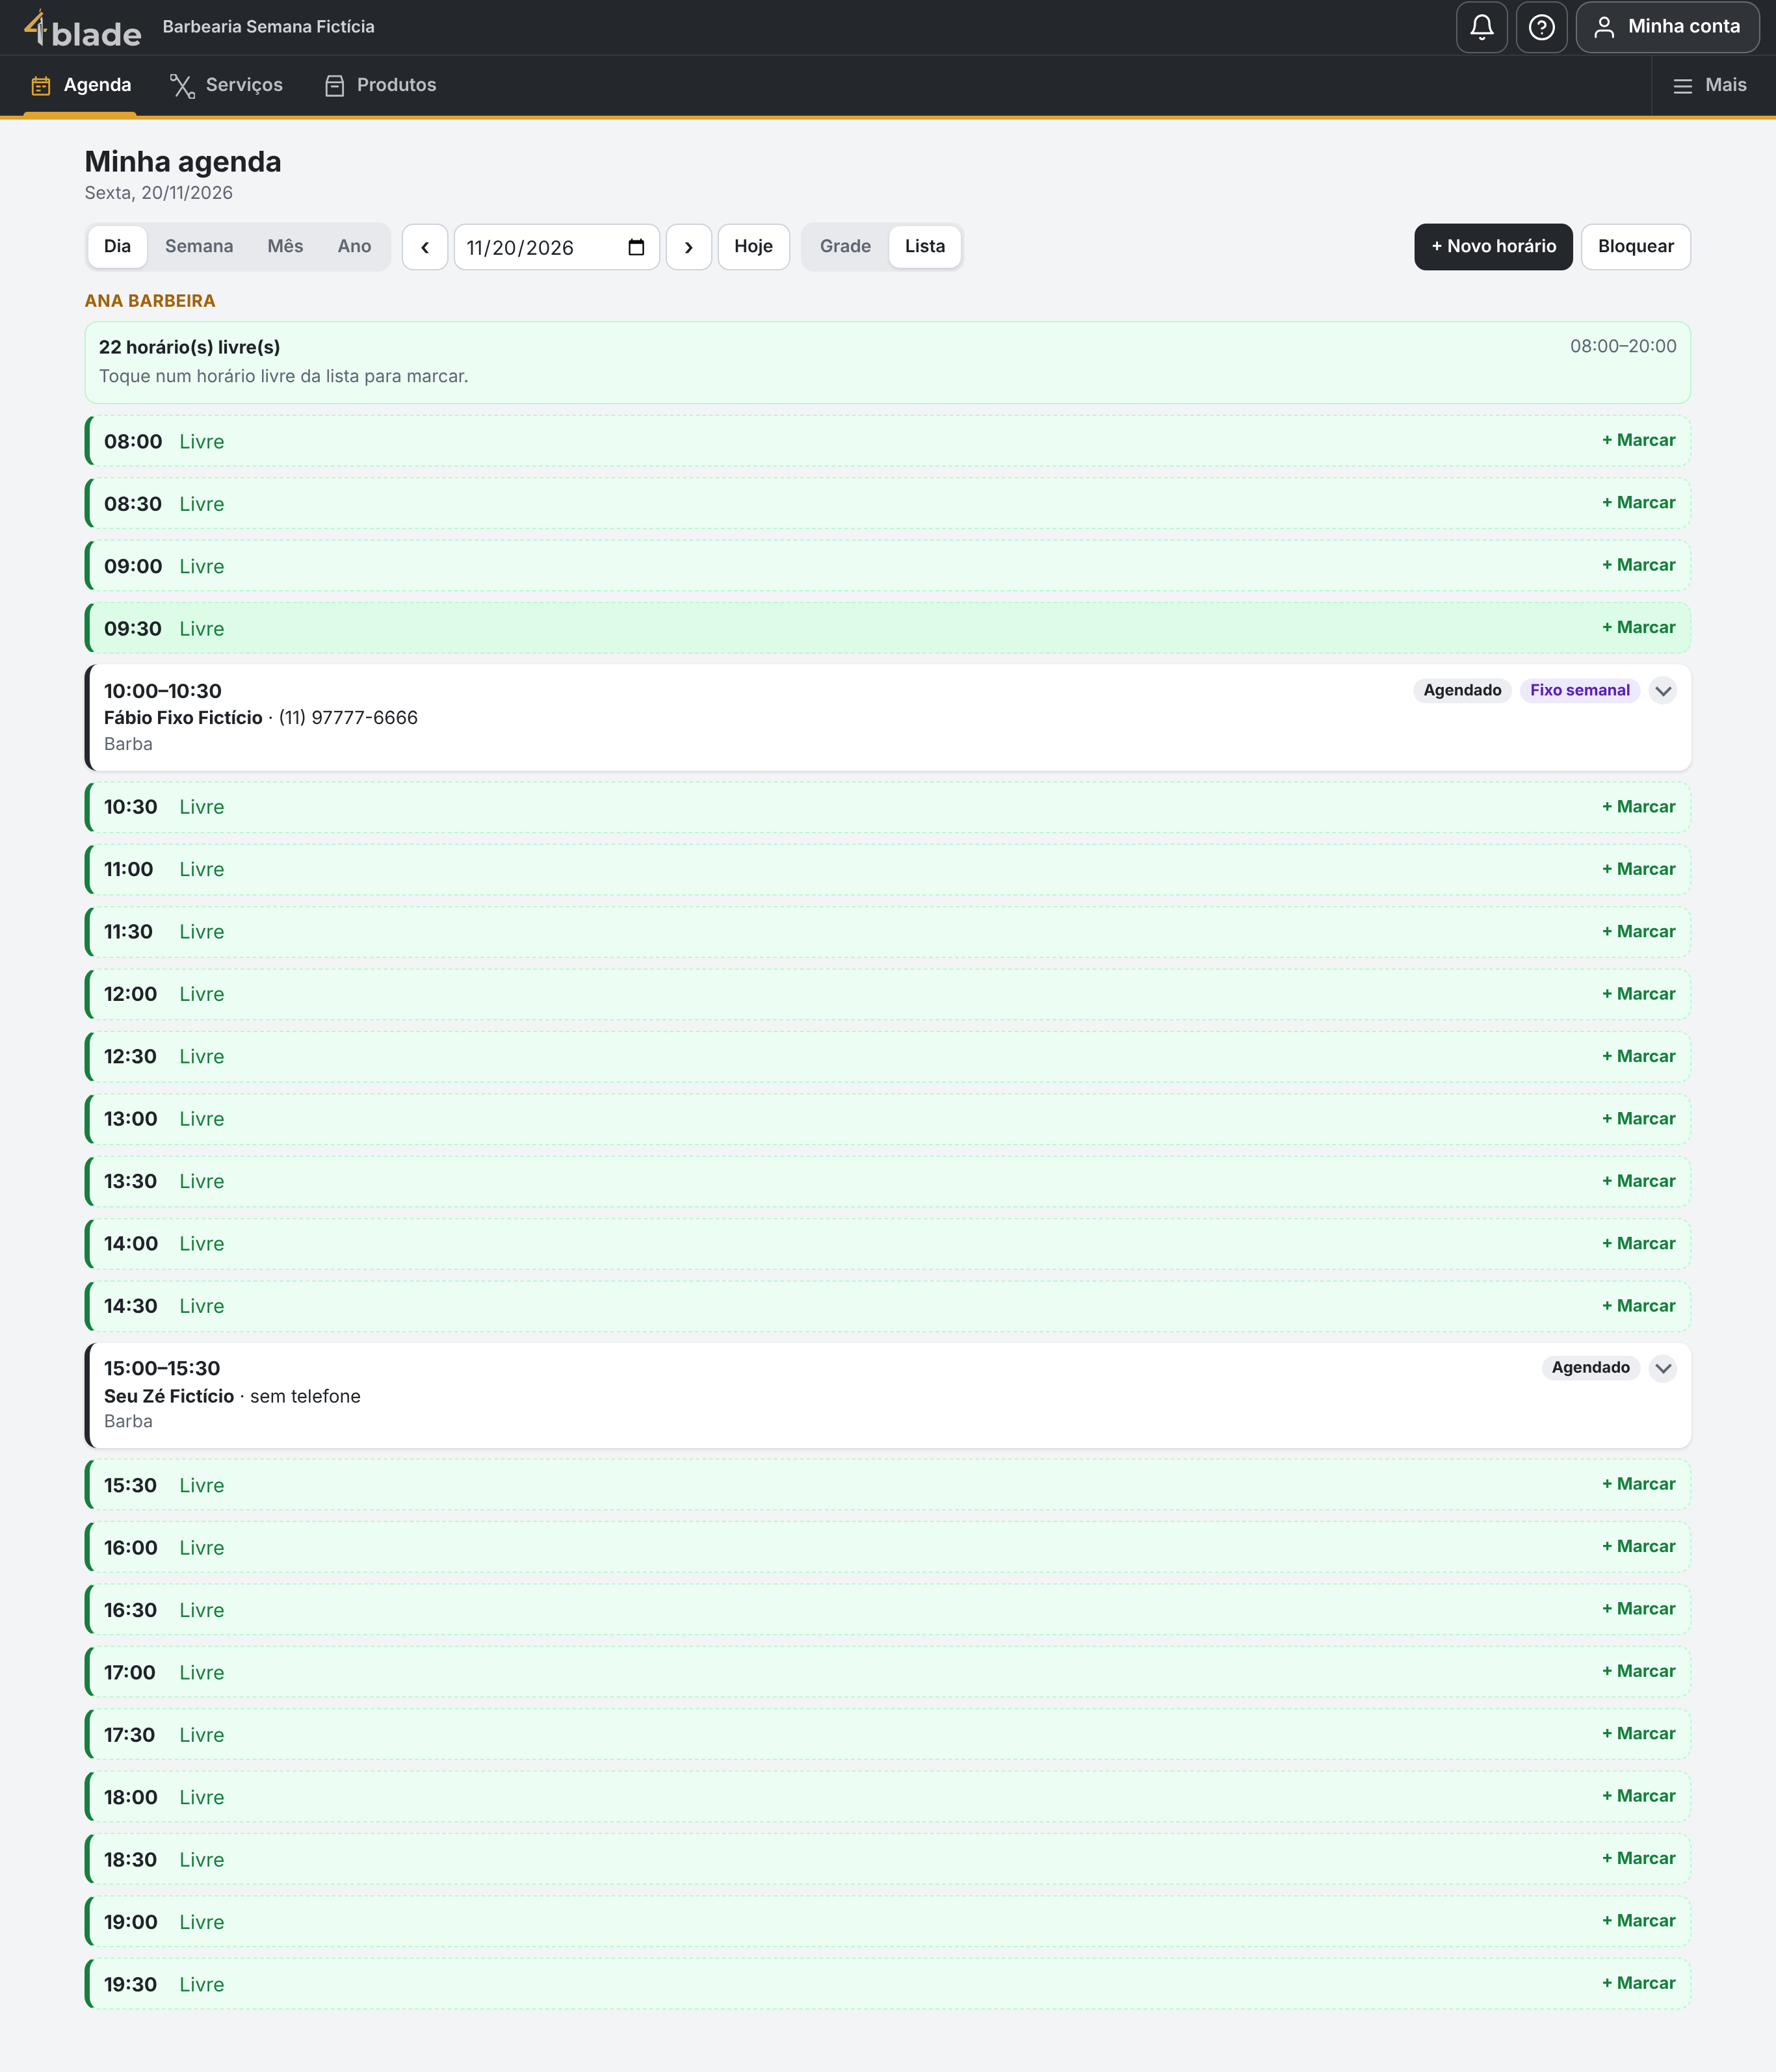 4blade Barbearia Semana Fictícia Minha conta
Agenda Serviços Produtos Mais
Minha agenda
Sexta, 20/11/2026
Dia Semana Mês Ano ‹ 11/20/2026 › Hoje Grade Lista + Novo horário Bloquear
ANA BARBEIRA
22 horário(s) livre(s) 08:00–20:00
Toque num horário livre da lista para marcar.
08:00 Livre + Marcar
08:30 Livre + Marcar
09:00 Livre + Marcar
09:30 Livre + Marcar
10:00–10:30 Agendado Fixo semanal
Fábio Fixo Fictício · (11) 97777-6666
Barba
10:30 Livre + Marcar
11:00 Livre + Marcar
11:30 Livre + Marcar
12:00 Livre + Marcar
12:30 Livre + Marcar
13:00 Livre + Marcar
13:30 Livre + Marcar
14:00 Livre + Marcar
14:30 Livre + Marcar
15:00–15:30 Agendado
Seu Zé Fictício · sem telefone
Barba
15:30 Livre + Marcar
16:00 Livre + Marcar
16:30 Livre + Marcar
17:00 Livre + Marcar
17:30 Livre + Marcar
18:00 Livre + Marcar
18:30 Livre + Marcar
19:00 Livre + Marcar
19:30 Livre + Marcar